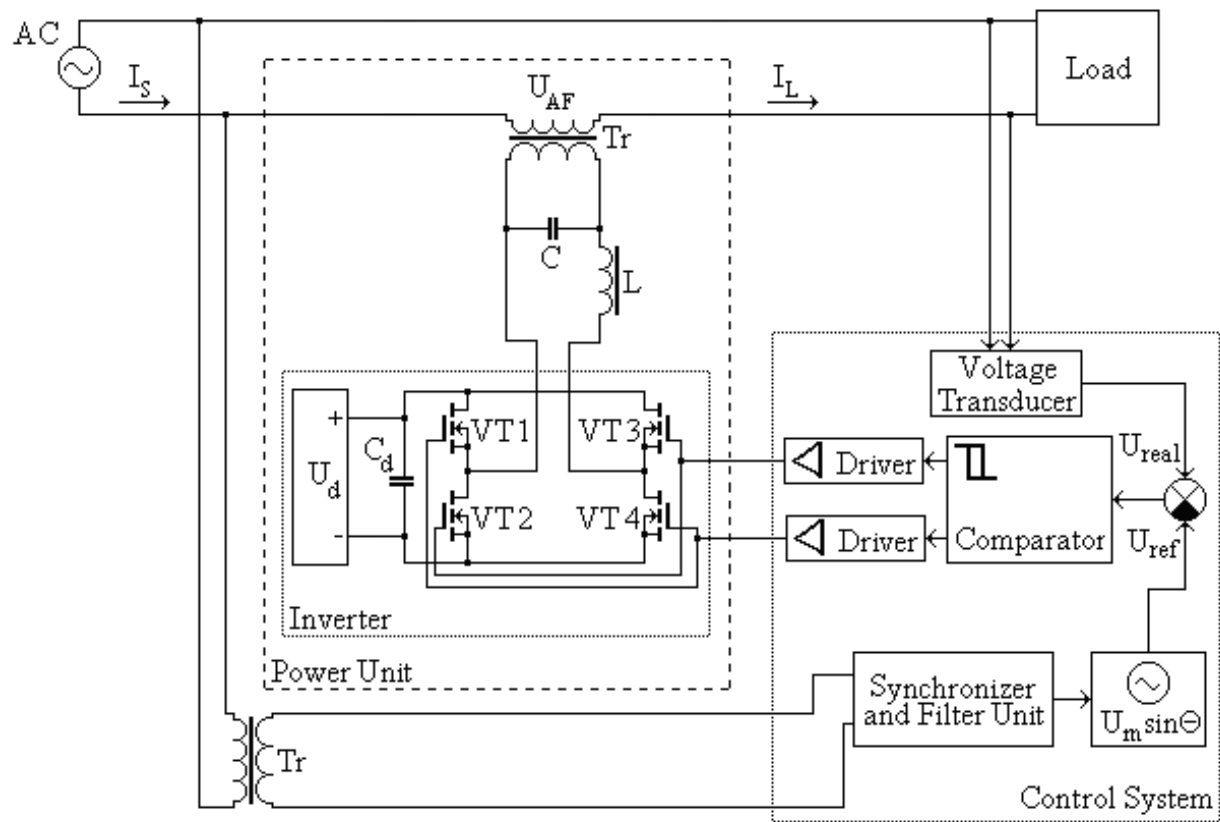 AC
I_S
U_AF
Tr
I_L
Load
C
L
Voltage
Transducer
+
U_d
-
C_d
VT1
VT3
VT2
VT4
Driver
Driver
Comparator
U_real
U_ref
Inverter
Power Unit
Tr
Synchronizer
and Filter Unit
U_m sinΘ
Control System